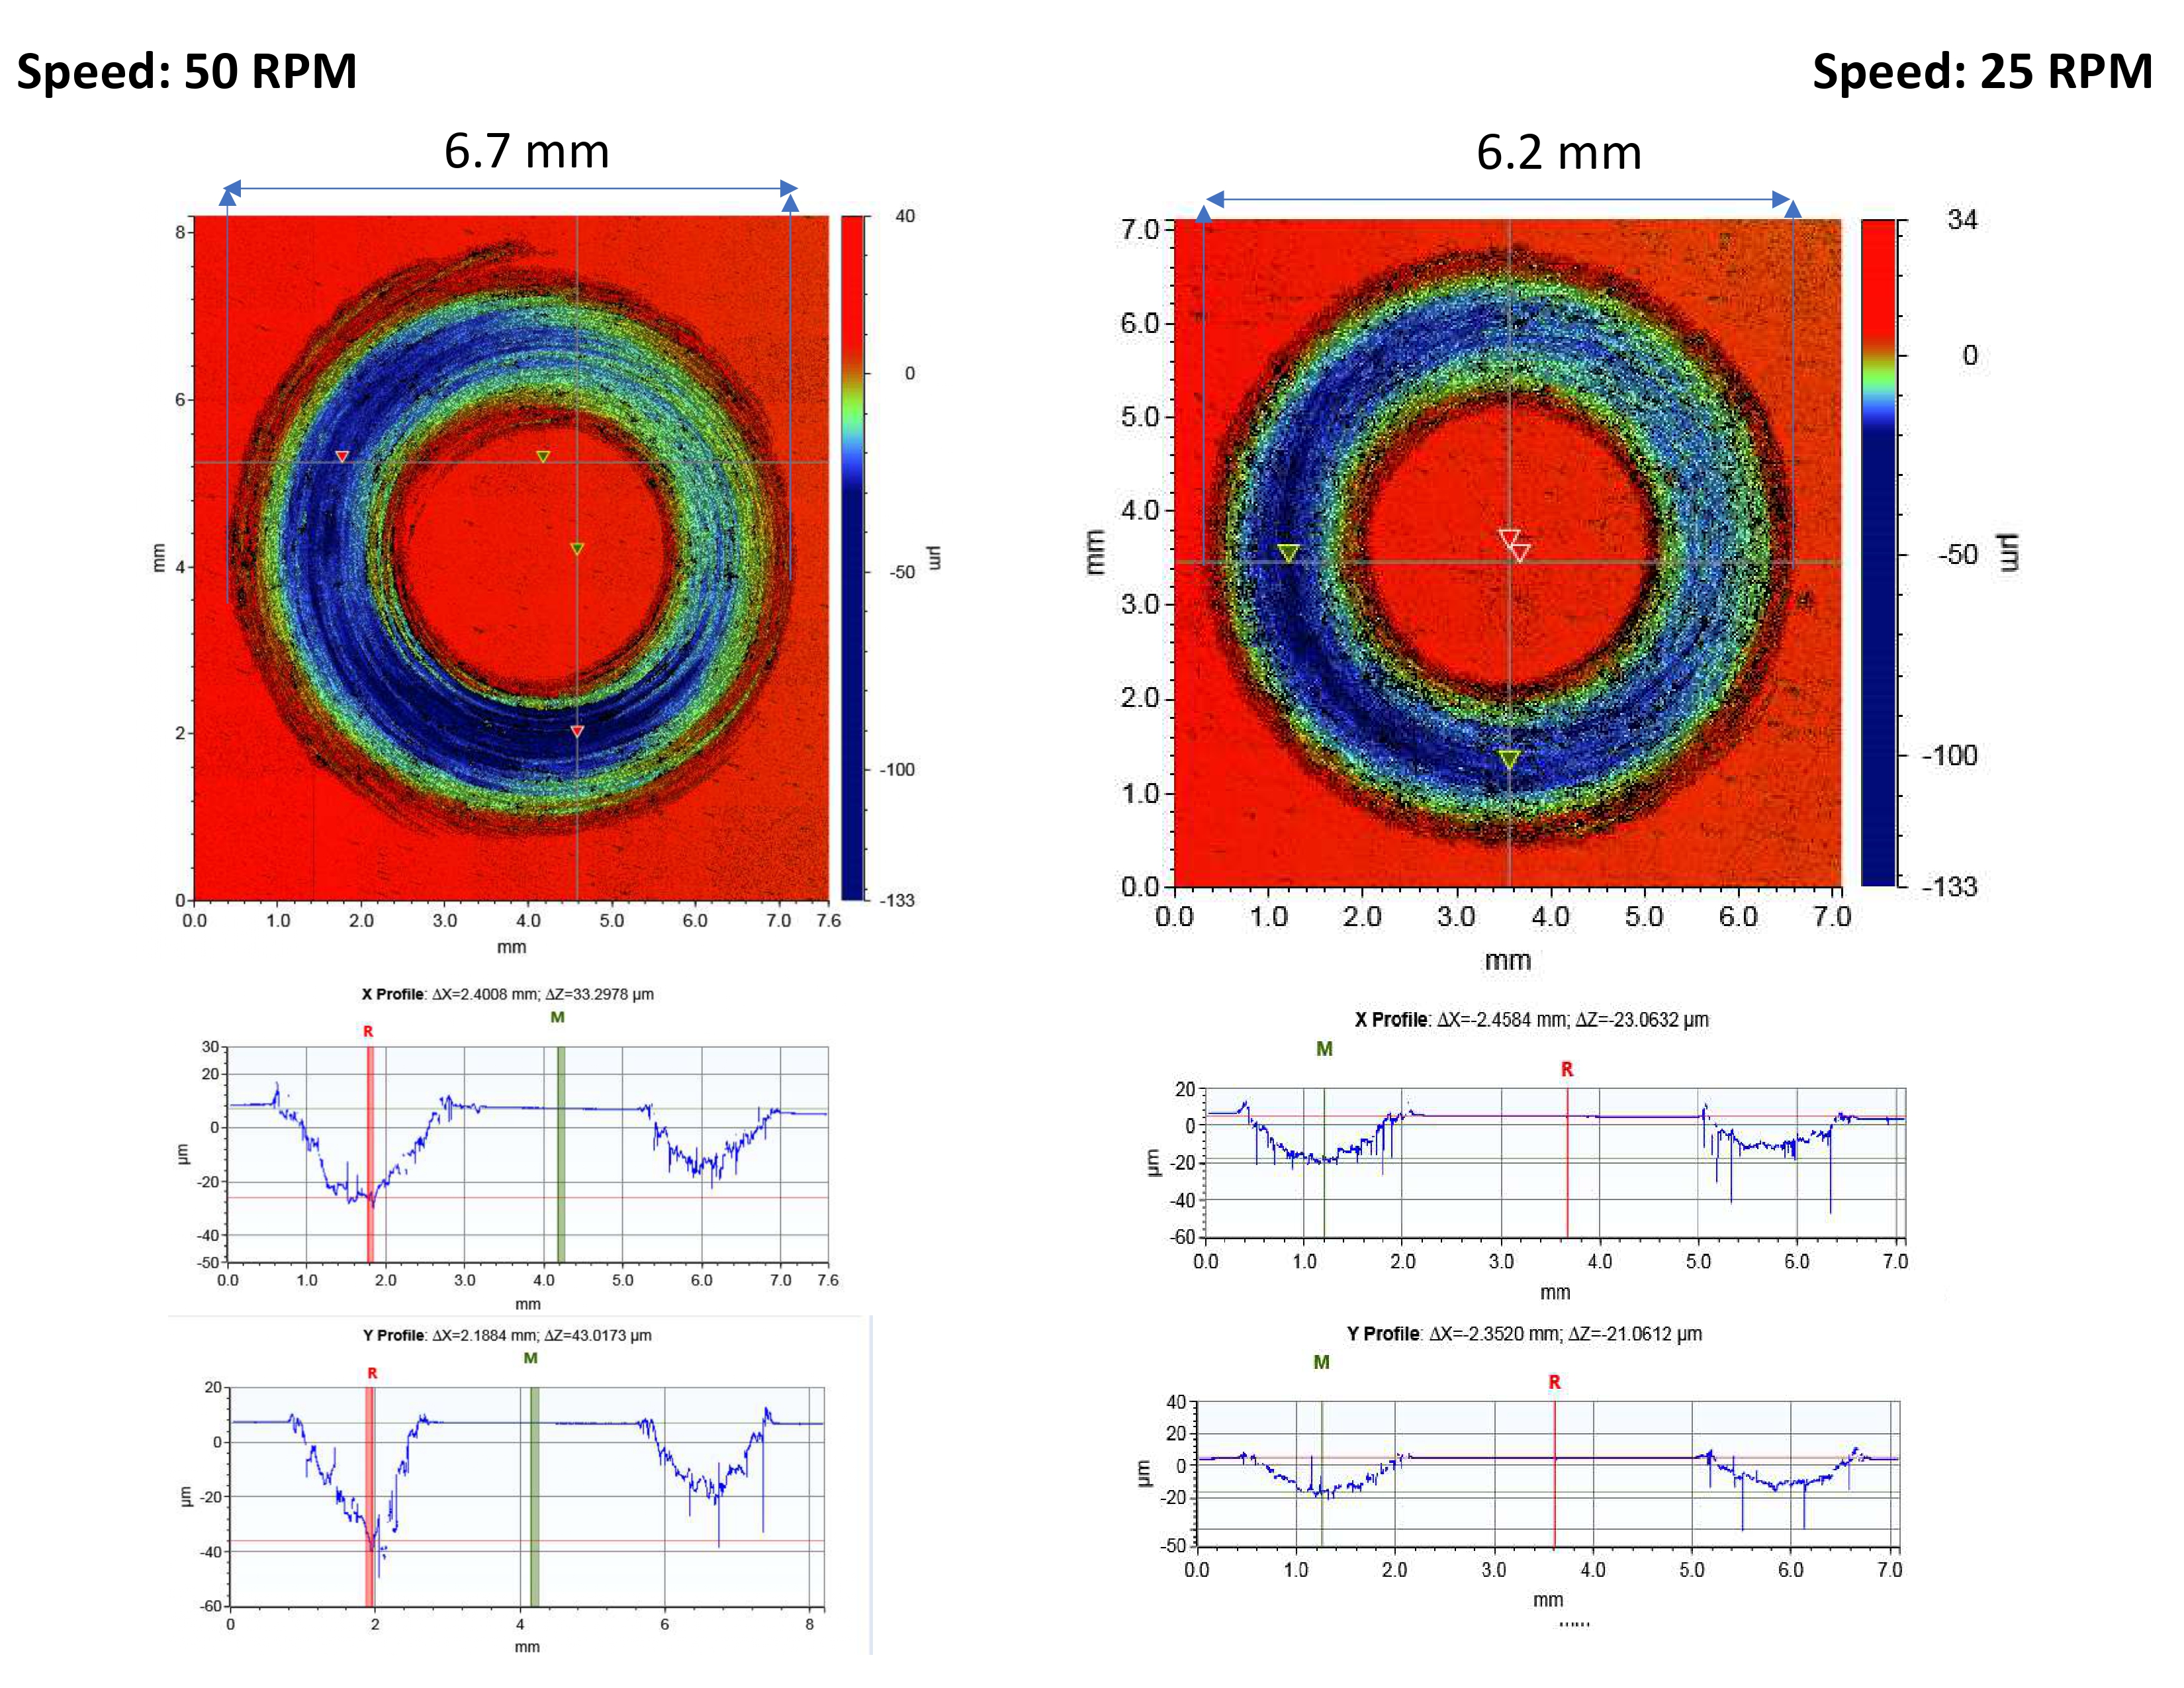 Speed: 50 RPM
Speed: 25 RPM
6.7 mm
6.2 mm
8
6
4
2
0
mm
0.0 1.0 2.0 3.0 4.0 5.0 6.0 7.0 7.6
mm
40
0
-50
-100
-133
µm
7.0
6.0
5.0
4.0
3.0
2.0
1.0
0.0
mm
0.0 1.0 2.0 3.0 4.0 5.0 6.0 7.0
mm
34
0
-50
-100
-133
µm
X Profile: ΔX=2.4008 mm; ΔZ=33.2978 µm
M
R
30
20
0
-20
-40
-50
µm
0.0 1.0 2.0 3.0 4.0 5.0 6.0 7.0 7.6
mm
X Profile: ΔX=-2.4584 mm; ΔZ=-23.0632 µm
M
R
20
0
-20
-40
-60
µm
0.0 1.0 2.0 3.0 4.0 5.0 6.0 7.0
mm
Y Profile: ΔX=2.1884 mm; ΔZ=43.0173 µm
M
R
20
0
-20
-40
-60
µm
0 2 4 6 8
mm
Y Profile: ΔX=-2.3520 mm; ΔZ=-21.0612 µm
M
R
40
20
0
-20
-50
µm
0.0 1.0 2.0 3.0 4.0 5.0 6.0 7.0
mm